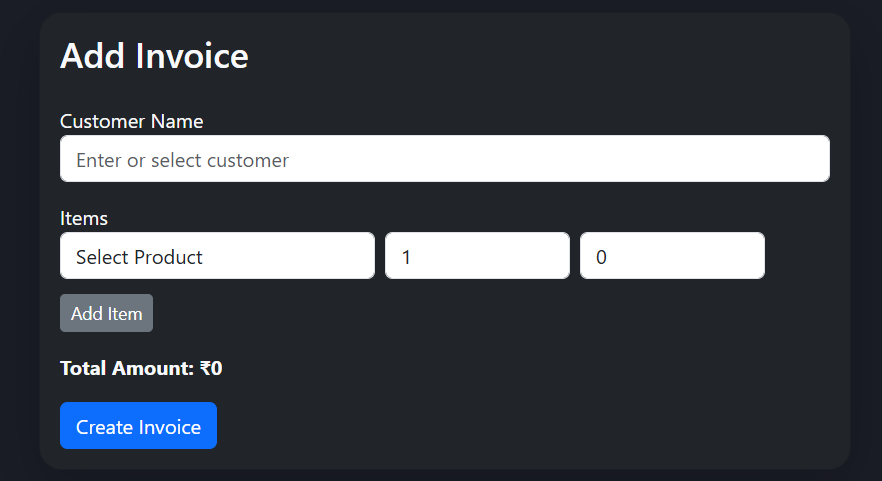 Add Invoice
Customer Name
Enter or select customer
Items
Select Product 1 0
Add Item
Total Amount: ₹0
Create Invoice